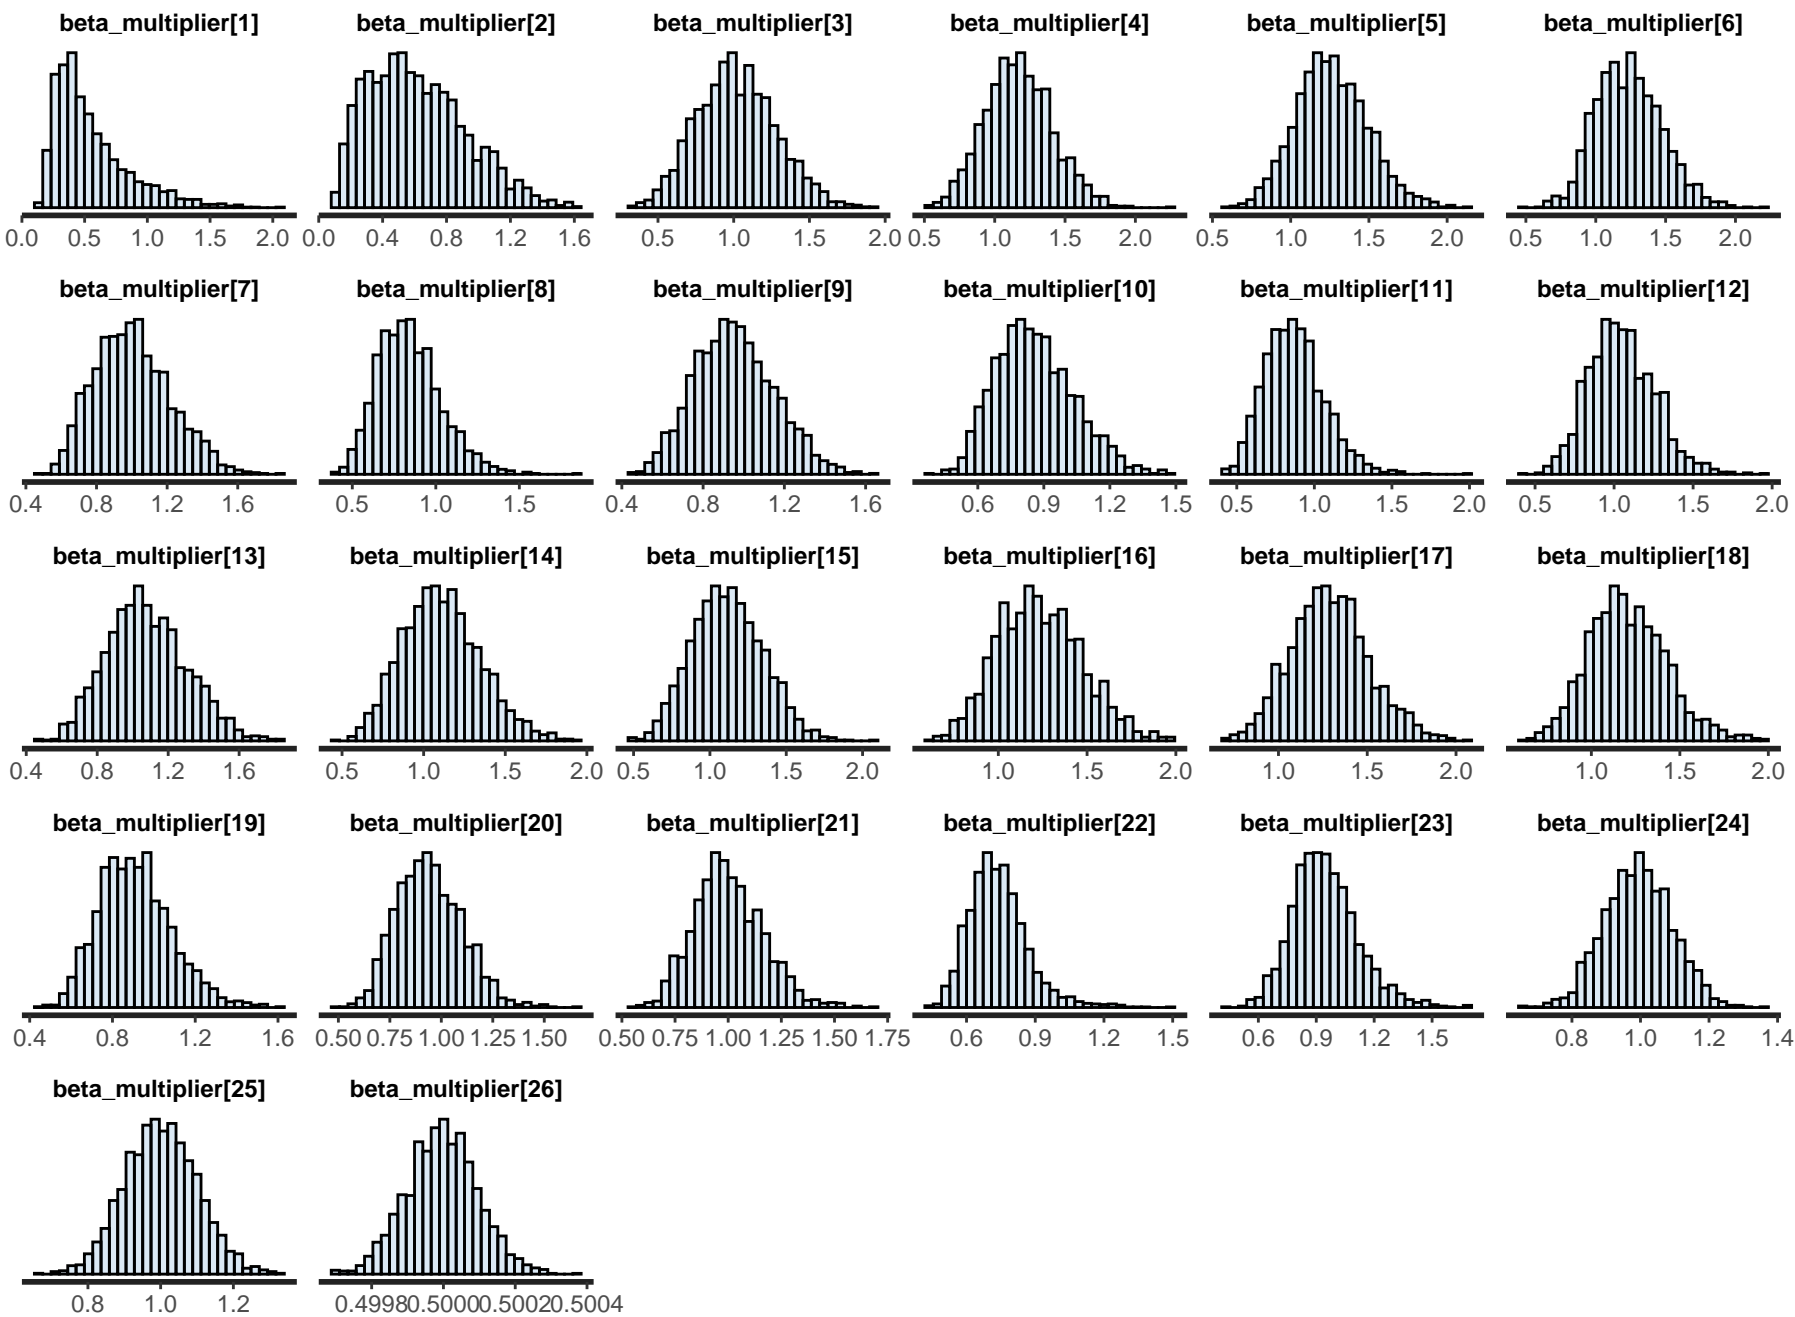 beta_multiplier[1] beta_multiplier[2] beta_multiplier[3] beta_multiplier[4] beta_multiplier[5] beta_multiplier[6]
0.0 0.5 1.0 1.5 2.0 0.0 0.4 0.8 1.2 1.6 0.5 1.0 1.5 2.0 0.5 1.0 1.5 2.0 0.5 1.0 1.5 2.0 0.5 1.0 1.5 2.0
beta_multiplier[7] beta_multiplier[8] beta_multiplier[9] beta_multiplier[10] beta_multiplier[11] beta_multiplier[12]
0.4 0.8 1.2 1.6 0.5 1.0 1.5 0.4 0.8 1.2 1.6 0.6 0.9 1.2 1.5 0.5 1.0 1.5 2.0 0.5 1.0 1.5 2.0
beta_multiplier[13] beta_multiplier[14] beta_multiplier[15] beta_multiplier[16] beta_multiplier[17] beta_multiplier[18]
0.4 0.8 1.2 1.6 0.5 1.0 1.5 2.0 0.5 1.0 1.5 2.0 1.0 1.5 2.0 1.0 1.5 2.0 1.0 1.5 2.0
beta_multiplier[19] beta_multiplier[20] beta_multiplier[21] beta_multiplier[22] beta_multiplier[23] beta_multiplier[24]
0.4 0.8 1.2 1.6 0.50 0.75 1.00 1.25 1.50 0.50 0.75 1.00 1.25 1.50 1.75 0.6 0.9 1.2 1.5 0.6 0.9 1.2 1.5 0.8 1.0 1.2 1.4
beta_multiplier[25] beta_multiplier[26]
0.8 1.0 1.2 0.4998 0.5000 0.5002 0.5004